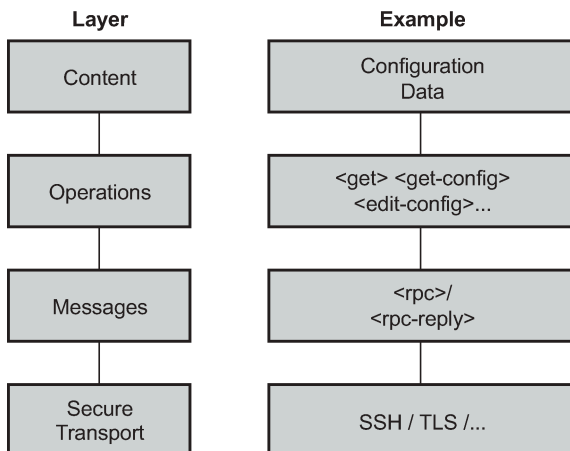 Layer
Example
Content
Configuration
Data
Operations
<get> <get-config>
<edit-config>...
Messages
<rpc>/
<rpc-reply>
Secure
Transport
SSH / TLS /...